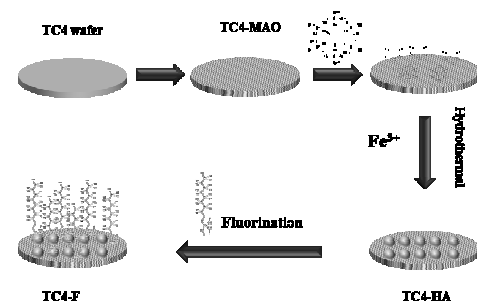 TC4 wafer
TC4-MAO
Fe³⁺
Hydrothermal
Fluorination
TC4-F
TC4-HA